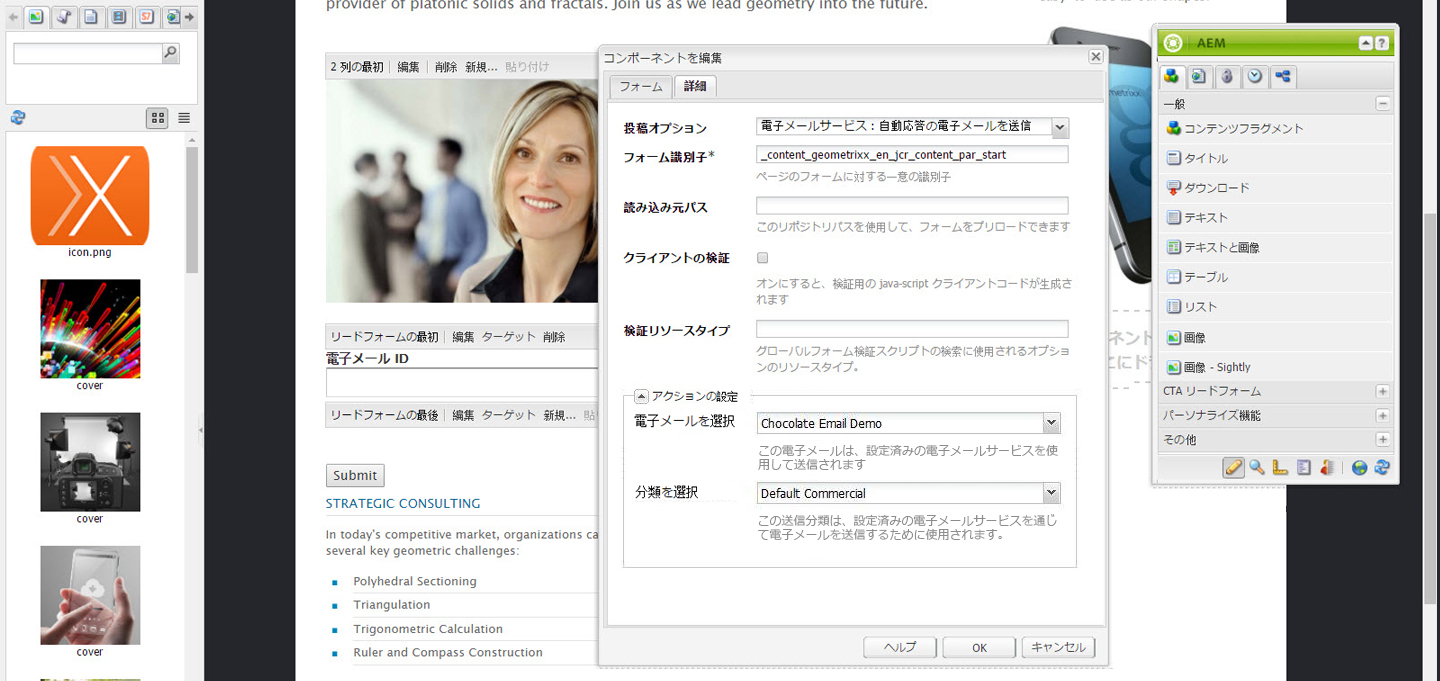 provider of platonic solids and fractals. Join us as we lead geometry into the future.
icon.png
cover
cover
cover
2 列の最初 編集 削除 新規... 貼り付け
リードフォームの最初 編集 ターゲット 削除
電子メール ID
リードフォームの最後 編集 ターゲット 新規... 貼
Submit
STRATEGIC CONSULTING
In today's competitive market, organizations ca
several key geometric challenges:
Polyhedral Sectioning
Triangulation
Trigonometric Calculation
Ruler and Compass Construction
コンポーネントを編集
フォーム 詳細
投稿オプション 電子メールサービス：自動応答の電子メールを送信
フォーム識別子* _content_geometrixx_en_jcr_content_par_start
ページのフォームに対する一意の識別子
読み込み元パス
このリポジトリパスを使用して、フォームをプリロードできます
クライアントの検証
オンにすると、検証用の java-script クライアントコードが生成さ
れます
検証リソースタイプ
グローバルフォーム検証スクリプトの検索に使用されるオプショ
ンのリソースタイプ。
アクションの設定
電子メールを選択 Chocolate Email Demo
この電子メールは、設定済みの電子メールサービスを使
用して送信されます
分類を選択 Default Commercial
この送信分類は、設定済みの電子メールサービスを通じ
て電子メールを送信するために使用されます。
ヘルプ OK キャンセル
AEM
一般
コンテンツフラグメント
タイトル
ダウンロード
テキスト
テキストと画像
テーブル
リスト
画像
画像 - Sightly
CTA リードフォーム
パーソナライズ機能
その他